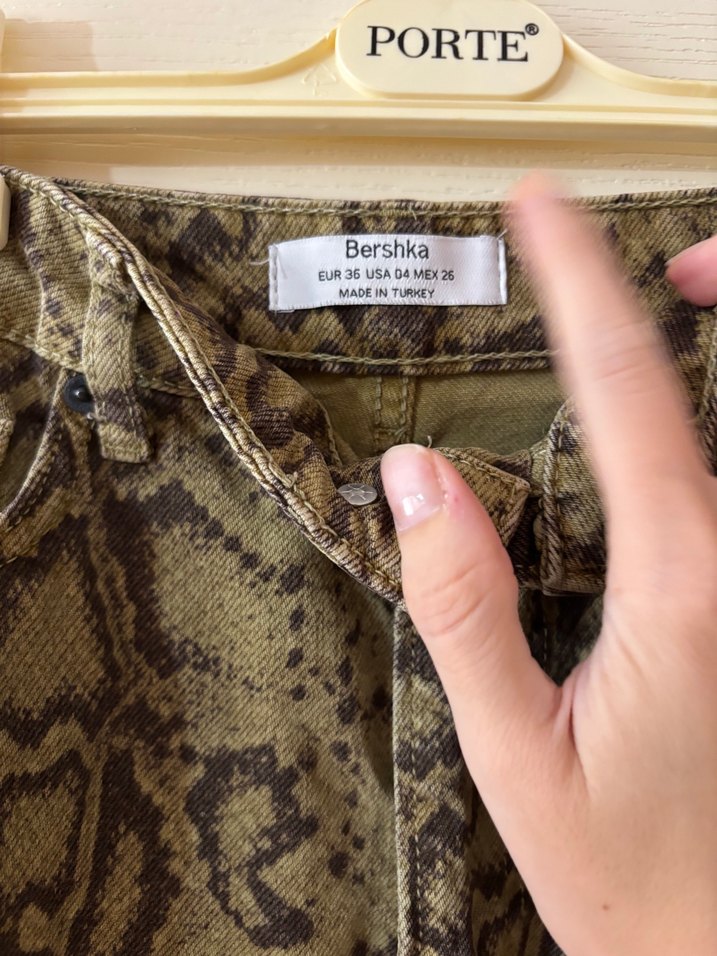 PORTE®
Bershka
EUR 36 USA 04 MEX 26
MADE IN TURKEY